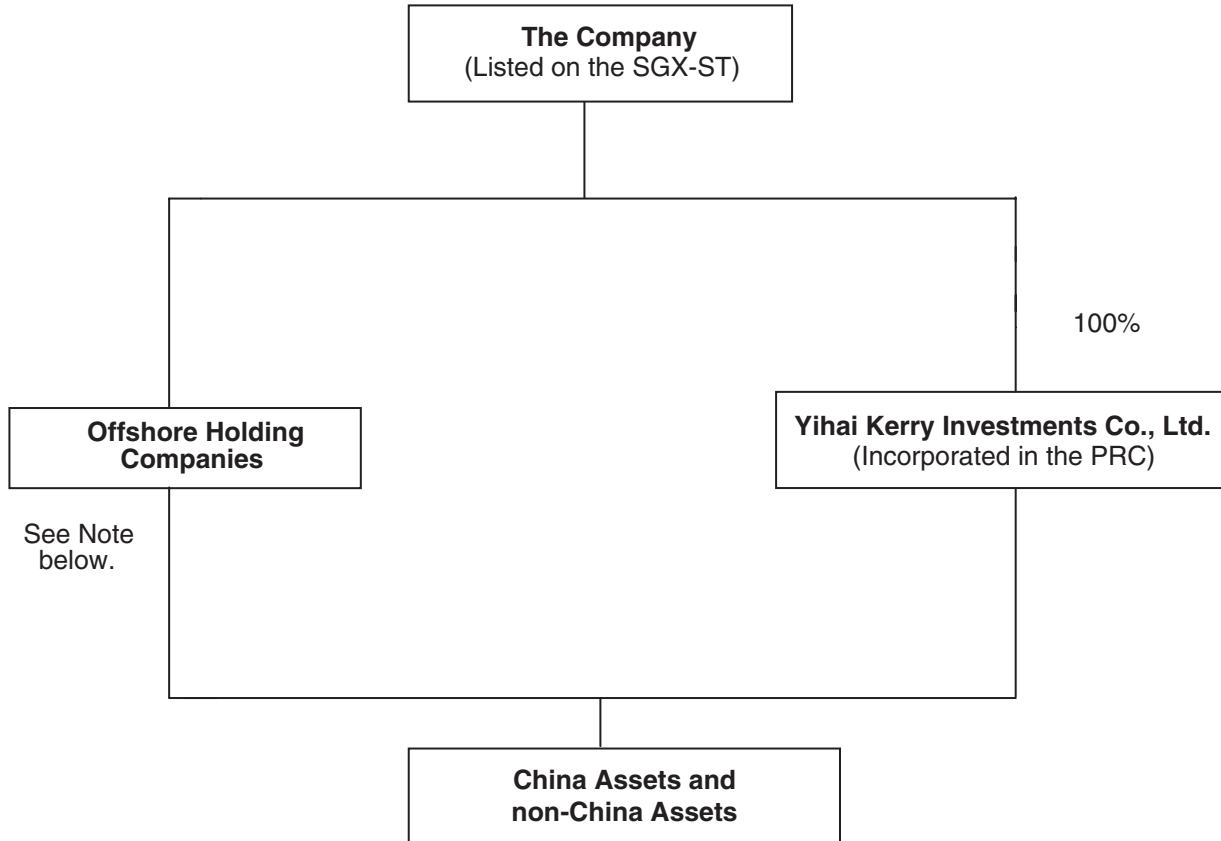 The Company
(Listed on the SGX-ST)
100%
Offshore Holding
Companies
Yihai Kerry Investments Co., Ltd.
(Incorporated in the PRC)
See Note
below.
China Assets and
non-China Assets